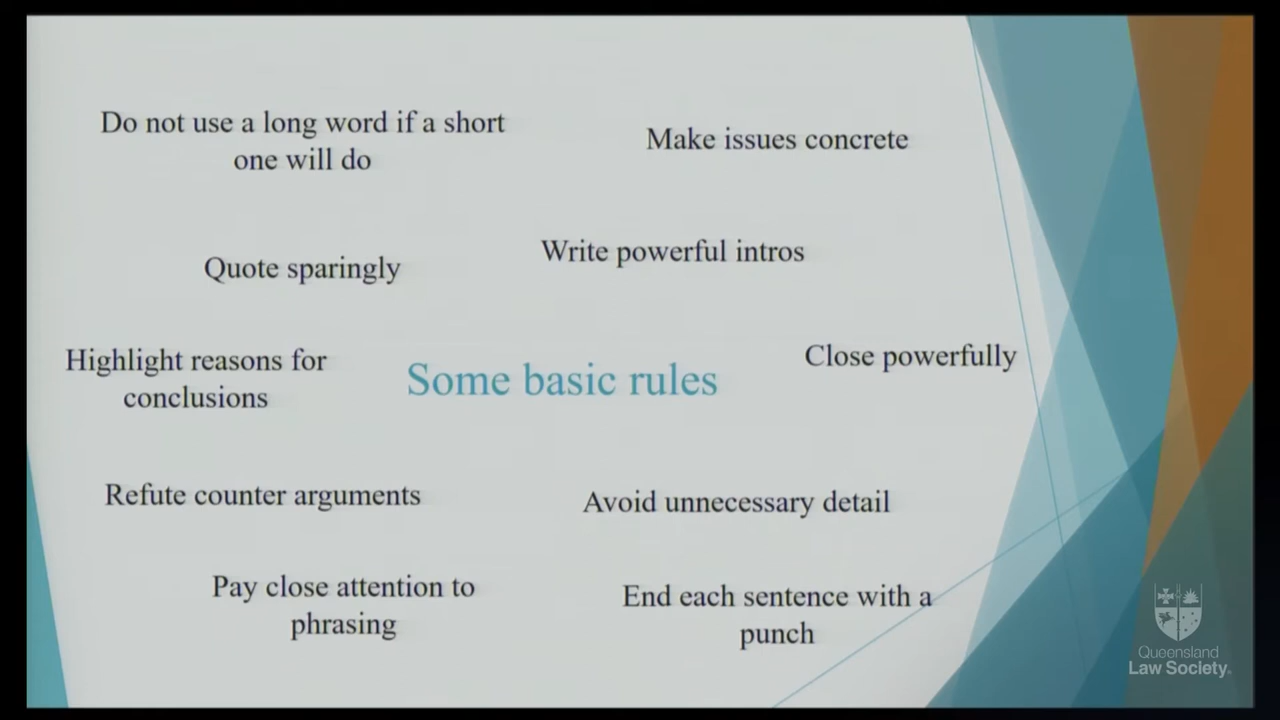 Do not use a long word if a short
one will do
Make issues concrete
Quote sparingly
Write powerful intros
Highlight reasons for
conclusions
Some basic rules
Close powerfully
Refute counter arguments
Avoid unnecessary detail
Pay close attention to
phrasing
End each sentence with a
punch
Queensland
Law Society.